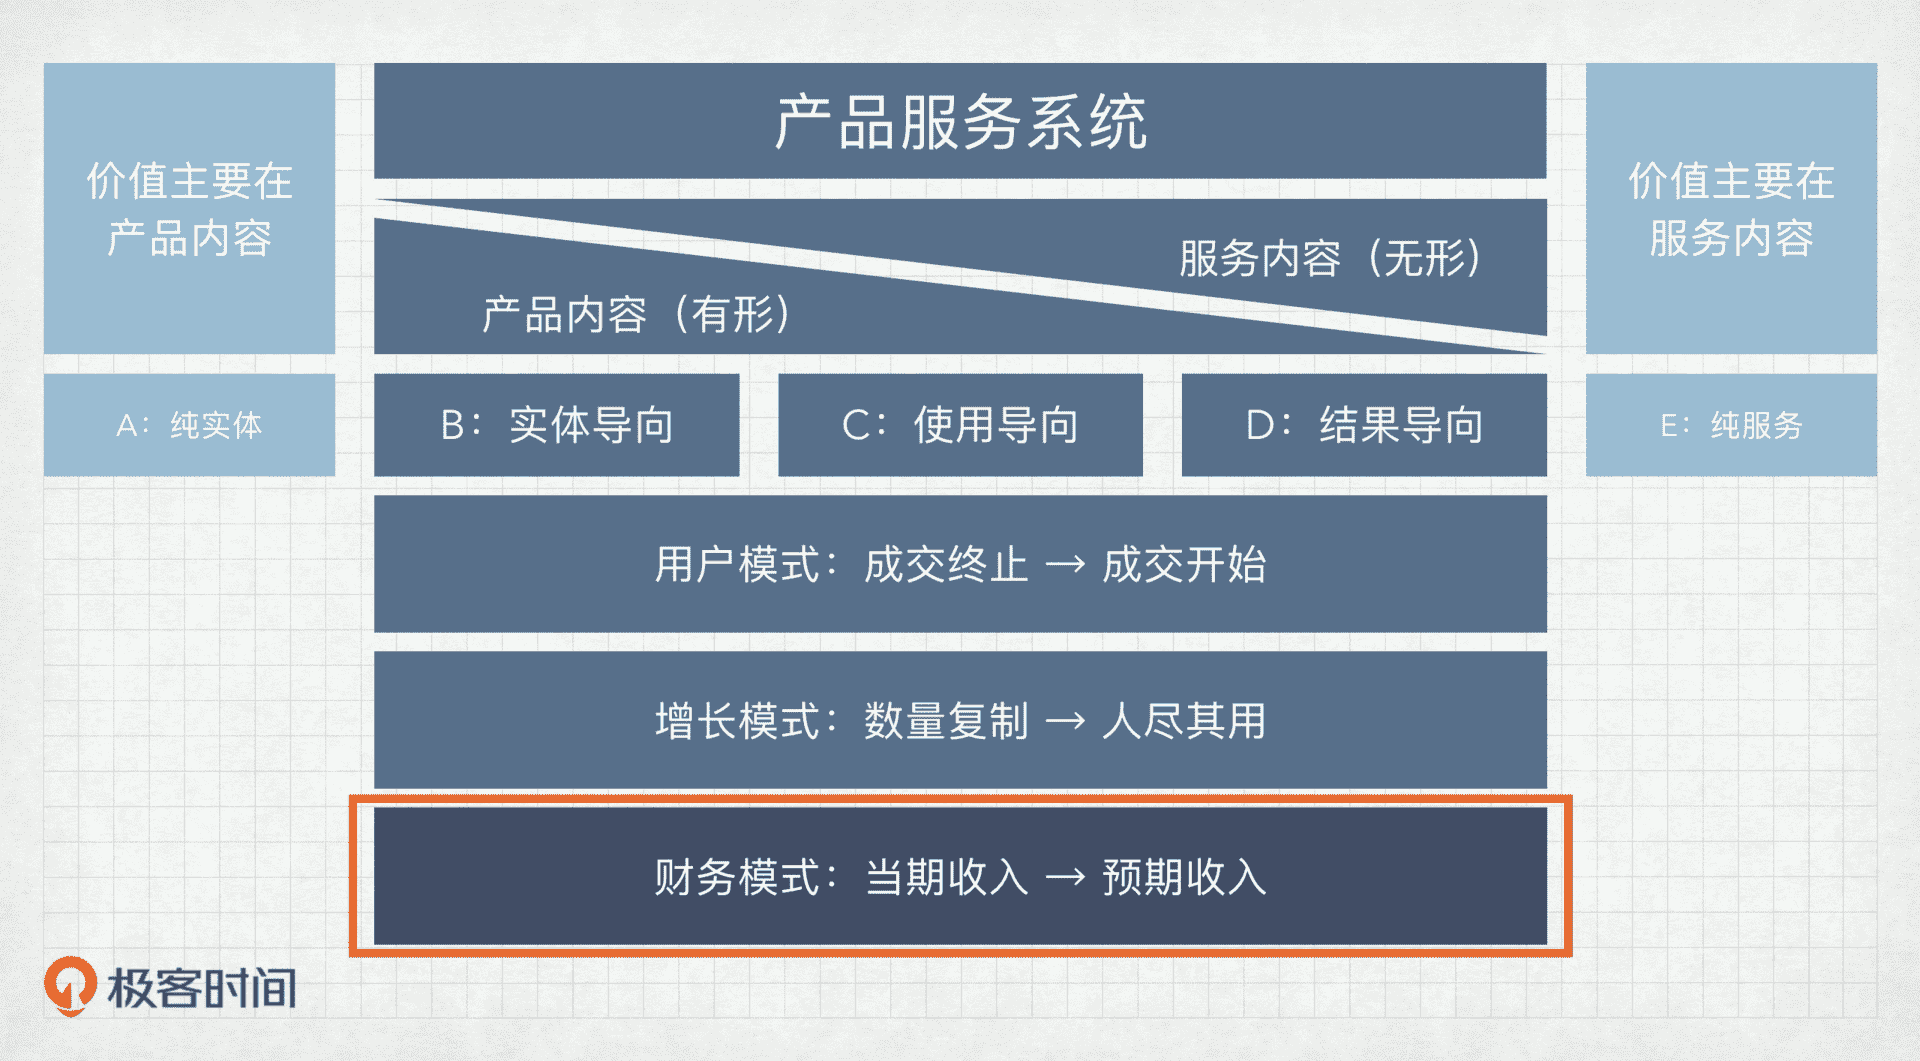 价值主要在
产品内容
产品服务系统
价值主要在
服务内容
服务内容（无形）
产品内容（有形）
A：纯实体
B：实体导向
C：使用导向
D：结果导向
E：纯服务
用户模式：成交终止 → 成交开始
增长模式：数量复制 → 人尽其用
财务模式：当期收入 → 预期收入
极客时间